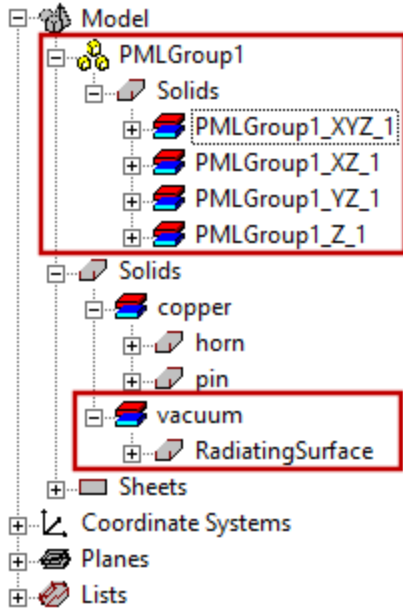 Model
PMLGroup1
Solids
PMLGroup1_XYZ_1
PMLGroup1_XZ_1
PMLGroup1_YZ_1
PMLGroup1_Z_1
Solids
copper
horn
pin
vacuum
RadiatingSurface
Sheets
Coordinate Systems
Planes
Lists